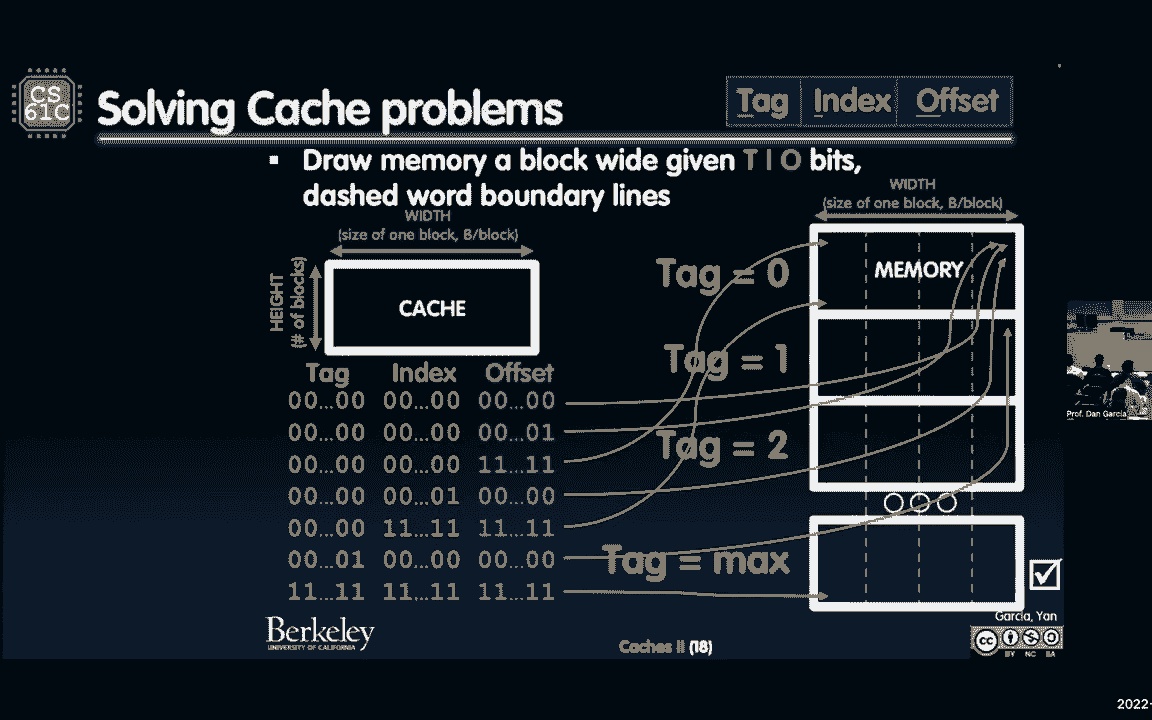 CS
61C
Solving Cache problems
Tag Index Offset
▪ Draw memory a block wide given T I O bits,
dashed word boundary lines
WIDTH
(size of one block, B/block)
WIDTH
(size of one block, B/block)
HEIGHT
(# of blocks)
CACHE
MEMORY
Tag = 0
Tag = 1
Tag = 2
Tag = max
Tag Index Offset
00...00 00...00 00...00
00...00 00...00 00...01
00...00 00...00 11...11
00...00 00...01 00...00
00...00 11...11 11...11
00...01 00...00 00...00
11...11 11...11 11...11
Prof. Dan Garcia
Berkeley
UNIVERSITY OF CALIFORNIA
Caches II (18)
Garcia, Yan
cc
BY NC SA
2022-